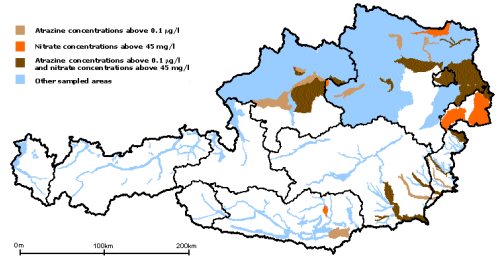 Atrazine concentrations above 0.1 µg/l
Nitrate concentrations above 45 mg/l
Atrazine concentrations above 0.1 µg/l
and nitrate concentrations above 45 mg/l
Other sampled areas
0m 100km 200km